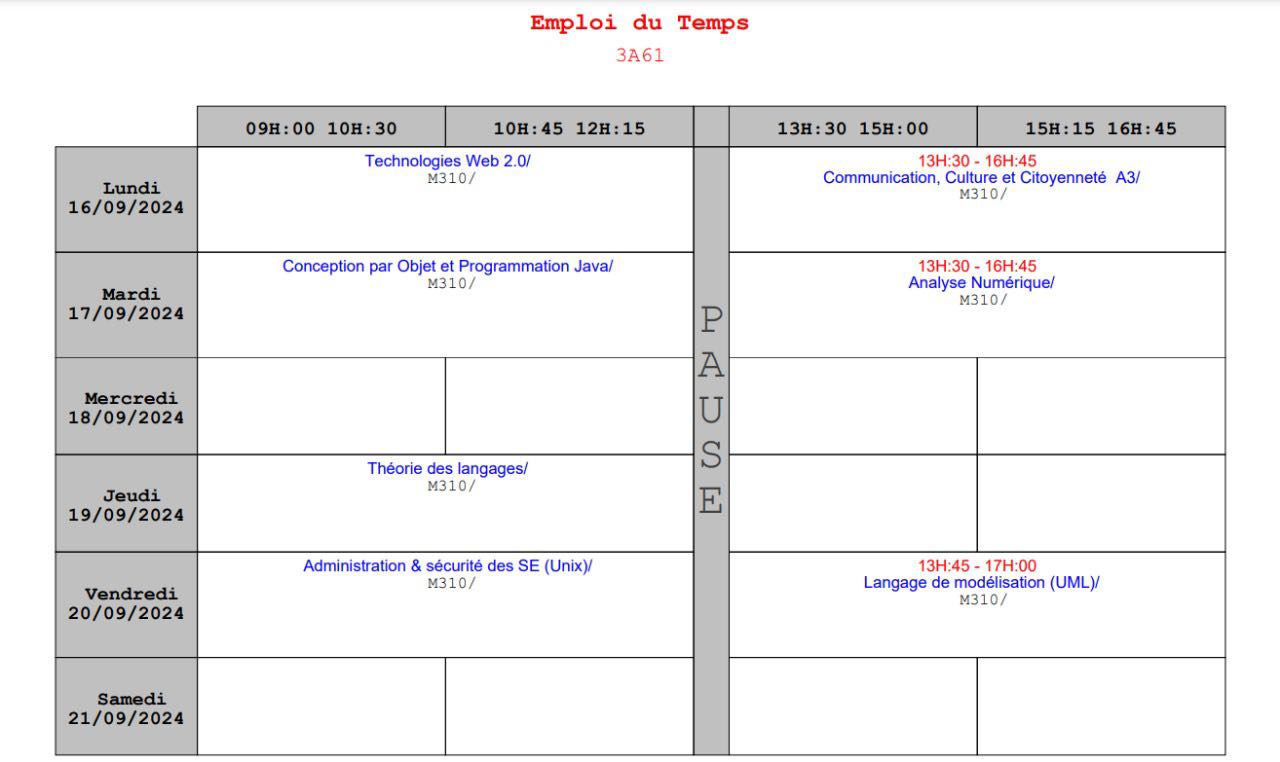 Emploi du Temps
3A61
09H:00 10H:30
10H:45 12H:15
13H:30 15H:00
15H:15 16H:45
Lundi
16/09/2024
Technologies Web 2.0/
M310/
13H:30 - 16H:45
Communication, Culture et Citoyenneté A3/
M310/
Mardi
17/09/2024
Conception par Objet et Programmation Java/
M310/
13H:30 - 16H:45
Analyse Numérique/
M310/
PAUSE
Mercredi
18/09/2024
Jeudi
19/09/2024
Théorie des langages/
M310/
Vendredi
20/09/2024
Administration & sécurité des SE (Unix)/
M310/
13H:45 - 17H:00
Langage de modélisation (UML)/
M310/
Samedi
21/09/2024